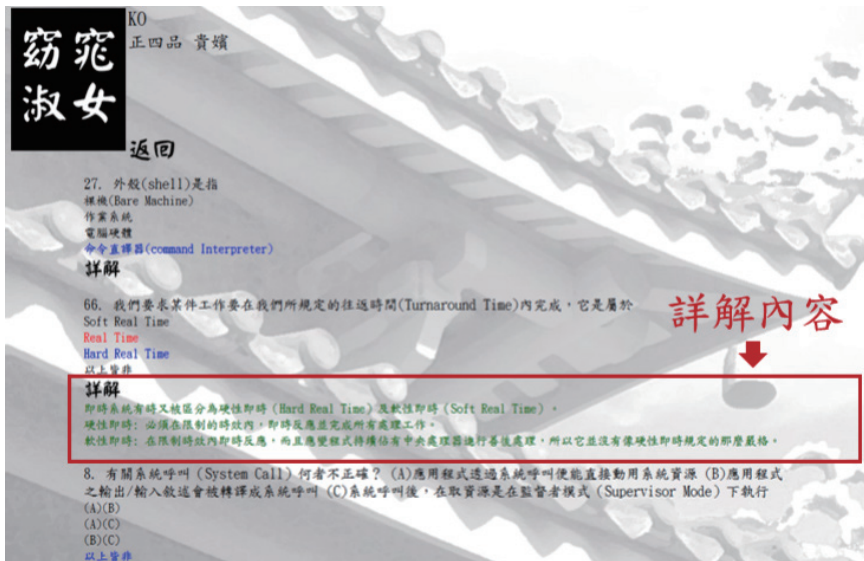 窈窕
淑女
KO
正四品 貴嬪
返回
27. 外殼(shell)是指
裸機(Bare Machine)
作業系統
電腦硬體
命令直譯器(command Interpreter)
詳解
66. 我們要求某件工作要在我們所規定的往返時間(Turnaround Time)內完成，它是屬於
Soft Real Time
Real Time
Hard Real Time
以上皆非
詳解內容
詳解
即時系統有時又被區分為硬性即時 (Hard Real Time) 及軟性即時 (Soft Real Time) 。
硬性即時: 必須在限制的時效內，即時反應並完成所有處理工作。
軟性即時: 在限制時效內即時反應，而且應變程式持續佔有中央處理器進行善後處理，所以它並沒有像硬性即時規定的那麼嚴格。
8. 有關系統呼叫 (System Call) 何者不正確？ (A)應用程式透過系統呼叫便能直接動用系統資源 (B)應用程式
之輸出/輸入敘述會被轉譯成系統呼叫 (C)系統呼叫後，在取資源是在監督者模式 (Supervisor Mode) 下執行
(A)(B)
(A)(C)
(B)(C)
以上皆非